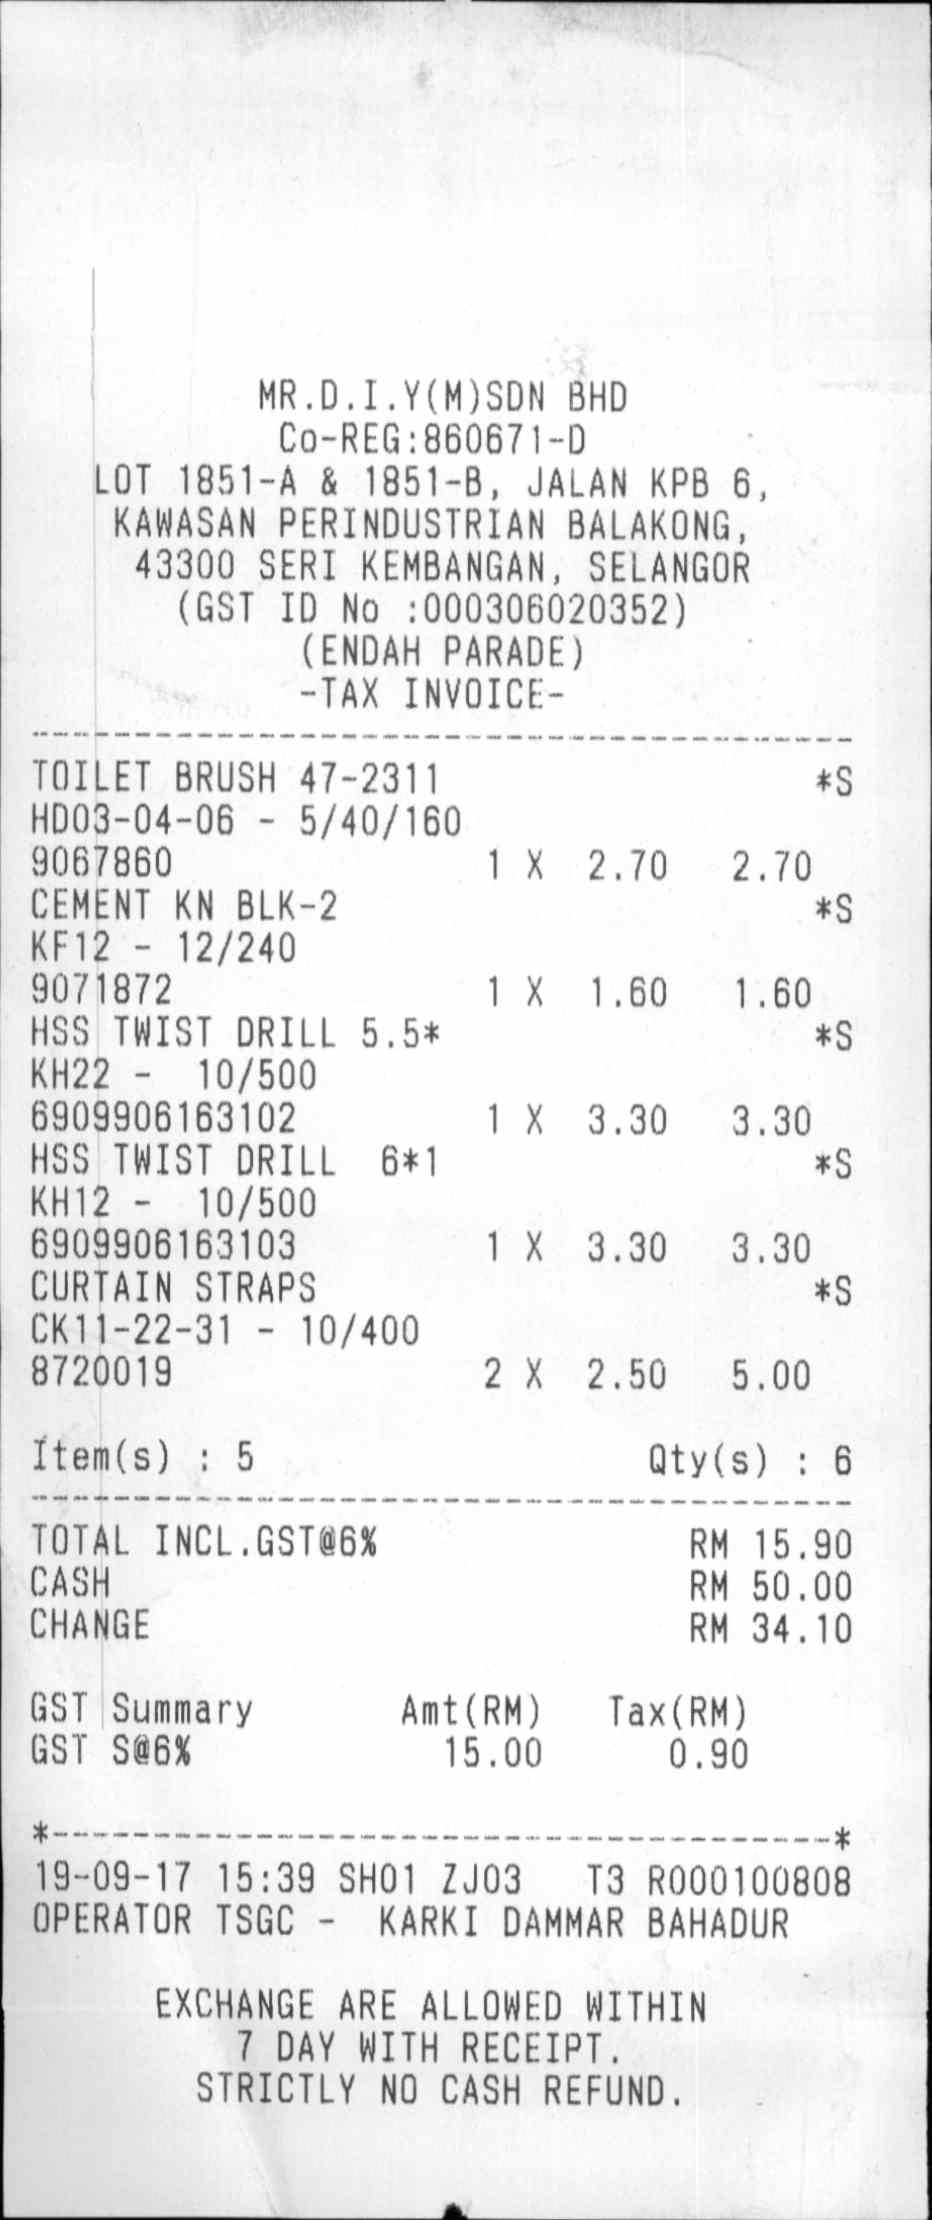 MR.D.I.Y(M)SDN BHD
Co-REG:860671-D
LOT 1851-A & 1851-B, JALAN KPB 6,
KAWASAN PERINDUSTRIAN BALAKONG,
43300 SERI KEMBANGAN, SELANGOR
(GST ID No :000306020352)
(ENDAH PARADE)
-TAX INVOICE-
TOILET BRUSH 47-2311 *S
HD03-04-06 - 5/40/160
9067860 1 X 2.70 2.70
CEMENT KN BLK-2 *S
KF12 - 12/240
9071872 1 X 1.60 1.60
HSS TWIST DRILL 5.5* *S
KH22 - 10/500
6909906163102 1 X 3.30 3.30
HSS TWIST DRILL 6*1 *S
KH12 - 10/500
6909906163103 1 X 3.30 3.30
CURTAIN STRAPS *S
CK11-22-31 - 10/400
8720019 2 X 2.50 5.00
Item(s) : 5 Qty(s) : 6
TOTAL INCL.GST@6% RM 15.90
CASH RM 50.00
CHANGE RM 34.10
GST Summary Amt(RM) Tax(RM)
GST S@6% 15.00 0.90
*--------------------------------------*
19-09-17 15:39 SH01 ZJ03 T3 R000100808
OPERATOR TSGC - KARKI DAMMAR BAHADUR
EXCHANGE ARE ALLOWED WITHIN
7 DAY WITH RECEIPT.
STRICTLY NO CASH REFUND.